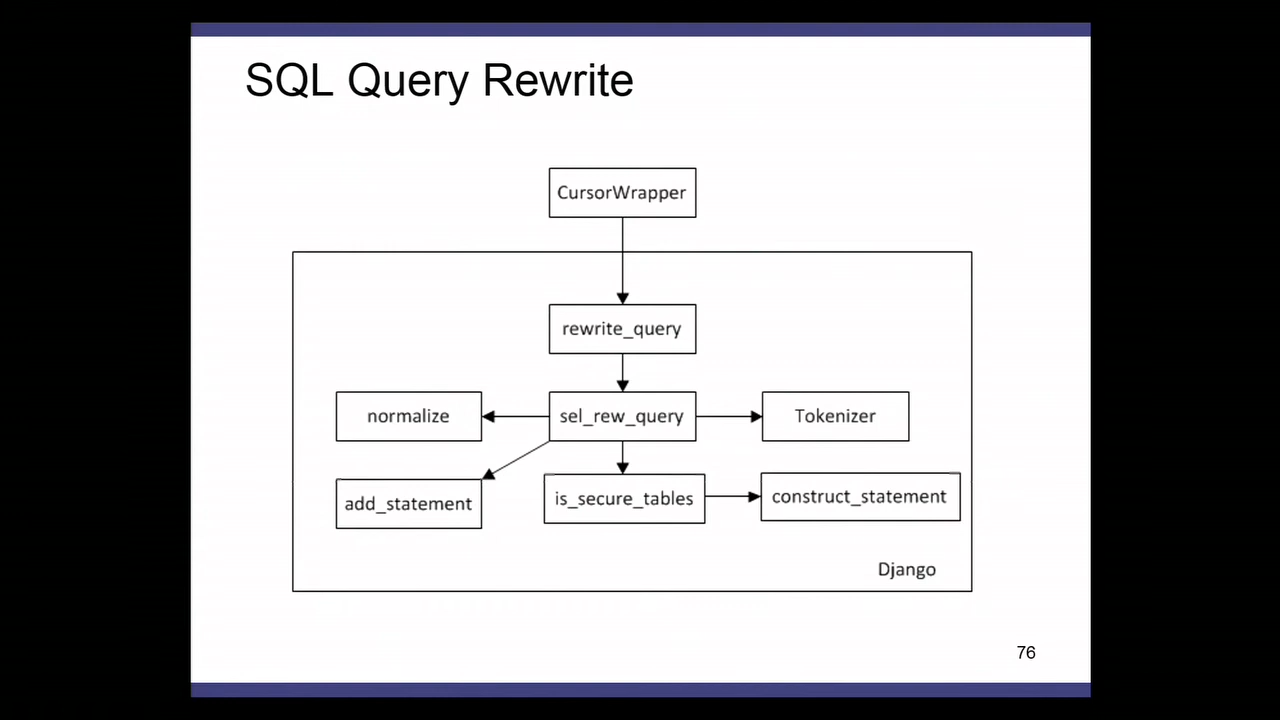 SQL Query Rewrite
CursorWrapper
rewrite_query
normalize
sel_rew_query
Tokenizer
add_statement
is_secure_tables
construct_statement
Django
76